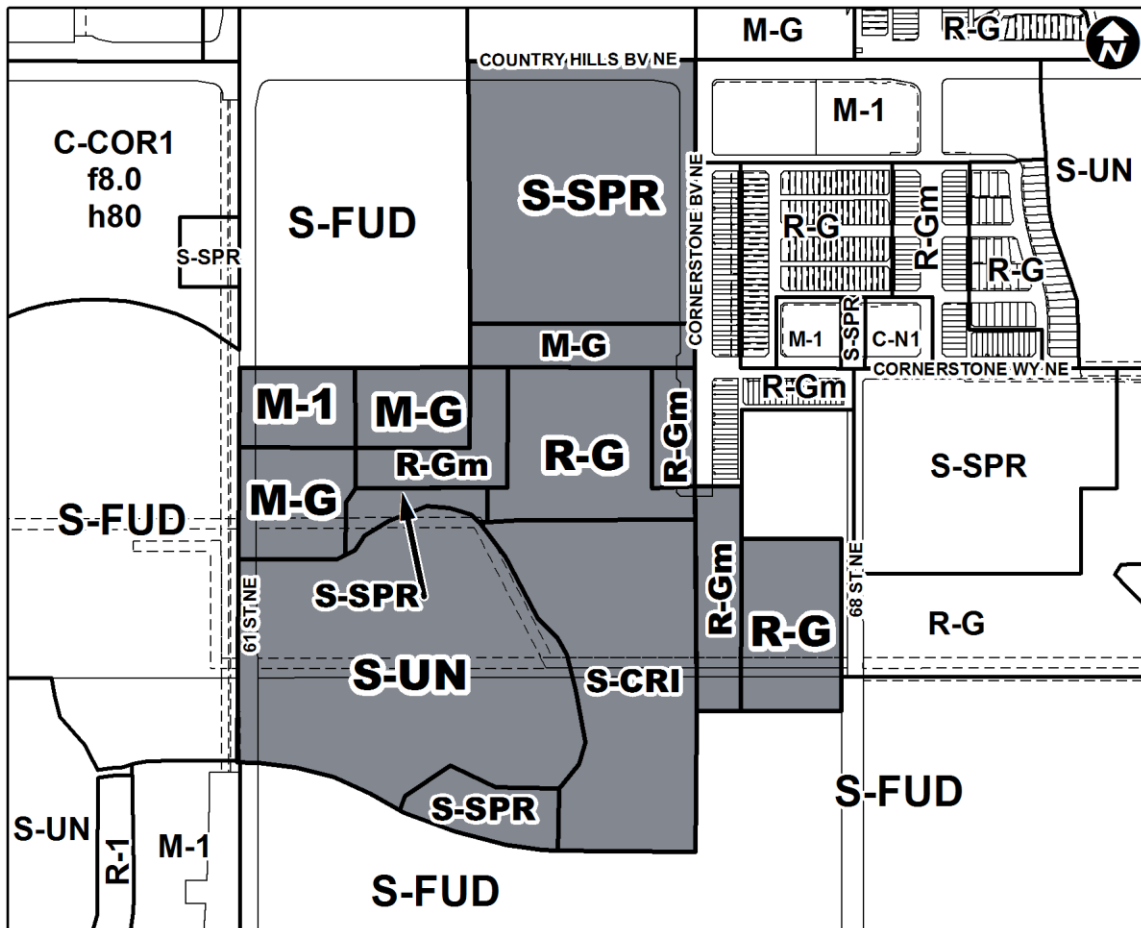 M-G
R-G
N
COUNTRY HILLS BV NE
C-COR1
f8.0
h80
M-1
S-SPR
S-UN
S-FUD
S-SPR
CORNERSTONE BV NE
R-G
R-Gm
R-G
M-1
S-SPR
C-N1
M-G
CORNERSTONE WY NE
M-1
M-G
R-Gm
R-G
R-Gm
R-Gm
S-SPR
M-G
S-FUD
S-SPR
61 ST NE
R-Gm
R-G
68 ST NE
R-G
S-UN
S-CRI
S-FUD
S-SPR
S-UN
R-1
M-1
S-FUD